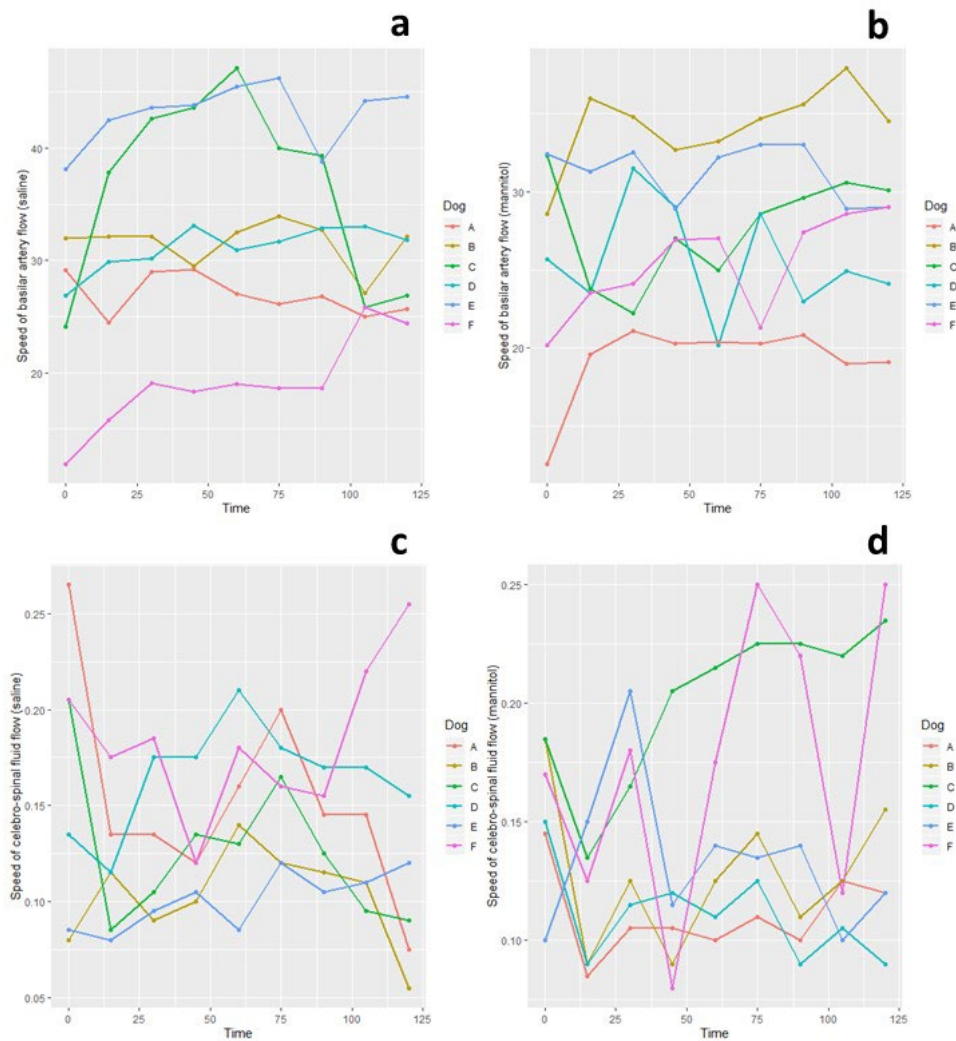 a
Speed of basilar artery flow (saline)
40
30
20
0
25
50
75
100
125
Time
Dog
A
B
C
D
E
F
b
Speed of basilar artery flow (mannitol)
30
20
0
25
50
75
100
125
Time
Dog
A
B
C
D
E
F
c
Speed of celebro-spinal fluid flow (saline)
0.25
0.20
0.15
0.10
0.05
0
25
50
75
100
125
Time
Dog
A
B
C
D
E
F
d
Speed of celebro-spinal fluid flow (mannitol)
0.25
0.20
0.15
0.10
0
25
50
75
100
125
Time
Dog
A
B
C
D
E
F